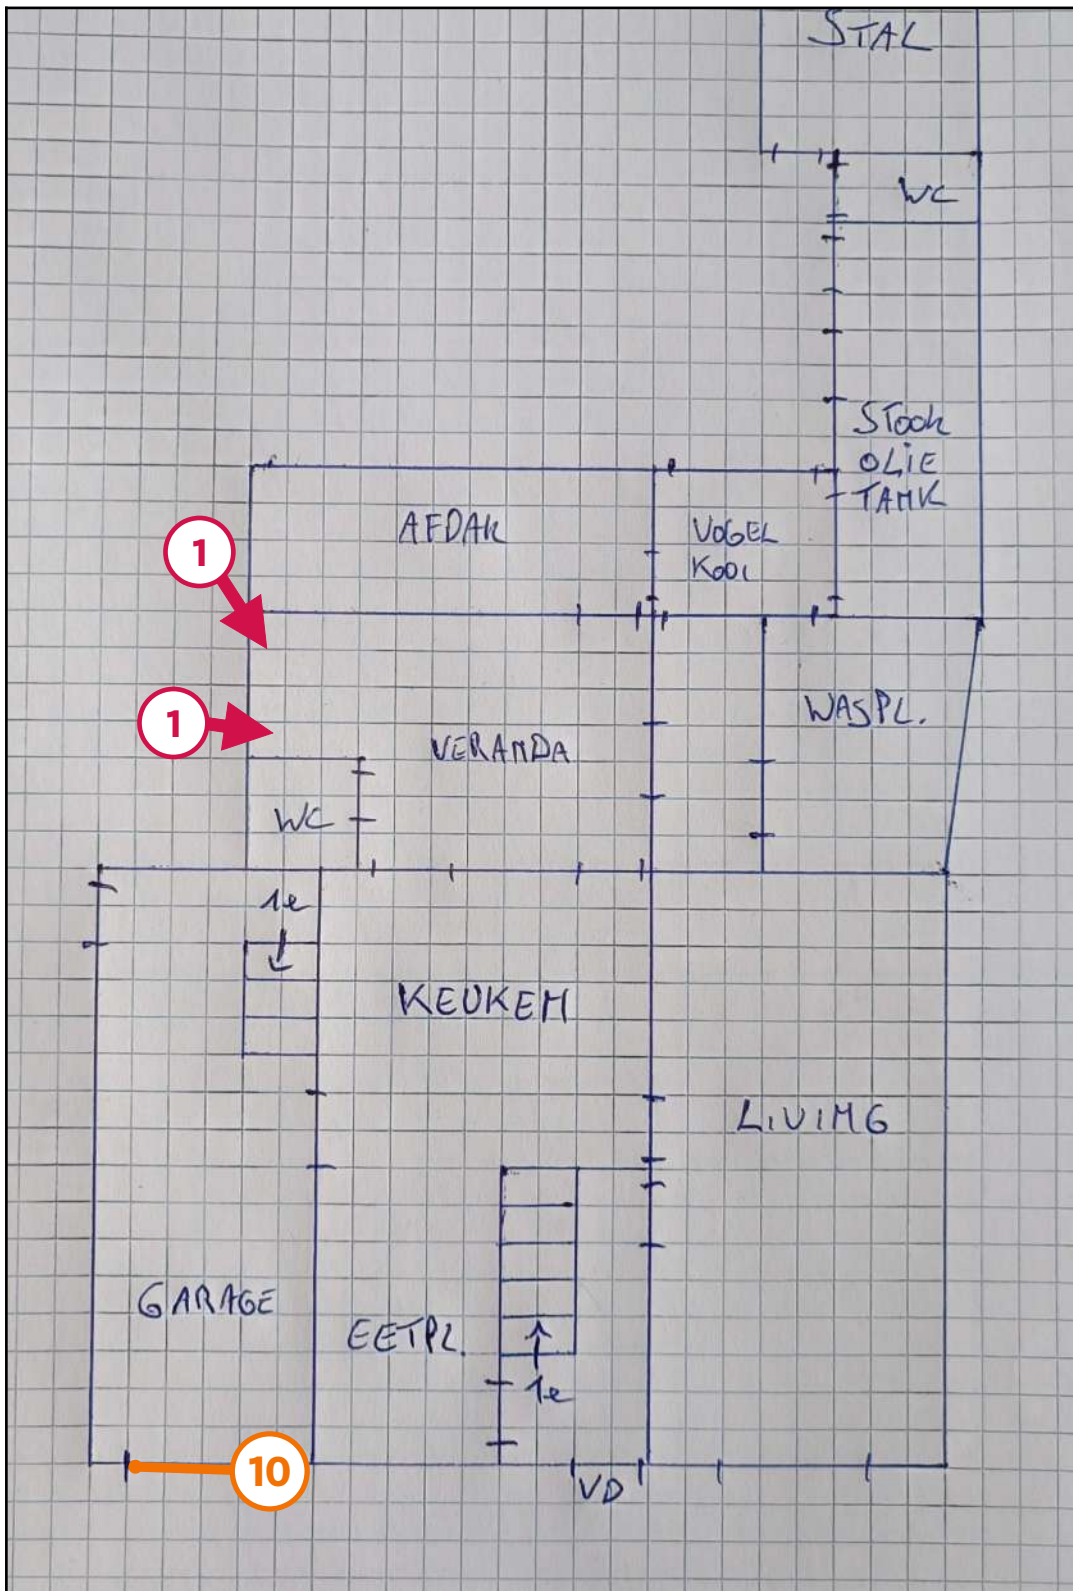 STAL
WC
STOOK
OLIE
TANK
AFDAK
VOGEL
KOOI
1
1
WASPL.
VERANDA
WC
1e
KEUKEN
LIVING
GARAGE
EETPL.
1e
10
VD